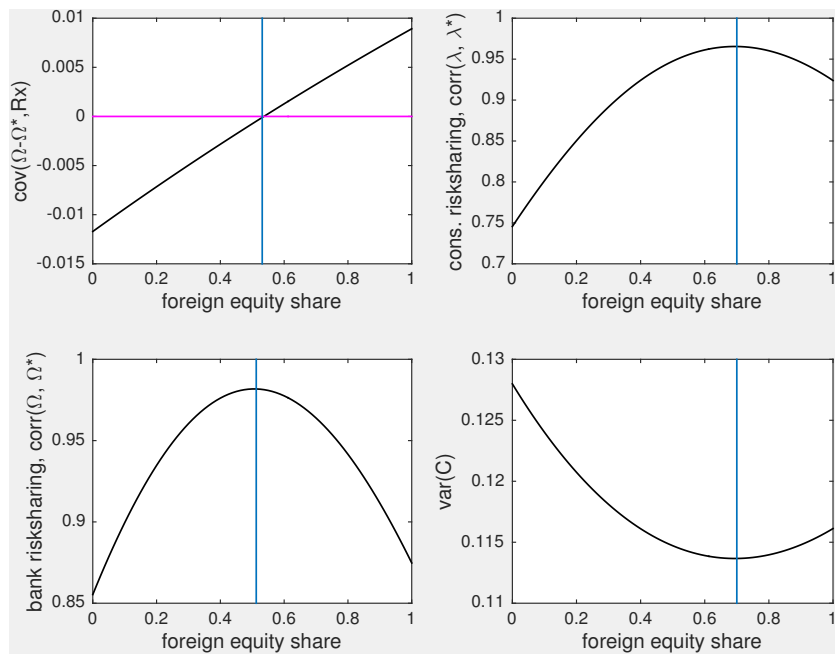 0.01
0.005
0
-0.005
-0.01
-0.015
0 0.2 0.4 0.6 0.8 1
foreign equity share
cov(Ω-Ω*,Rx)
1
0.95
0.9
0.85
0.8
0.75
0.7
0 0.2 0.4 0.6 0.8 1
foreign equity share
cons. risksharing, corr(λ, λ*)
1
0.95
0.9
0.85
0 0.2 0.4 0.6 0.8 1
foreign equity share
bank risksharing, corr(Ω, Ω*)
0.13
0.125
0.12
0.115
0.11
0 0.2 0.4 0.6 0.8 1
foreign equity share
var(C)